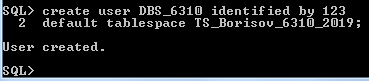 SQL> create user DBS_6310 identified by 123
2 default tablespace TS_Borisov_6310_2019;
User created.
SQL>